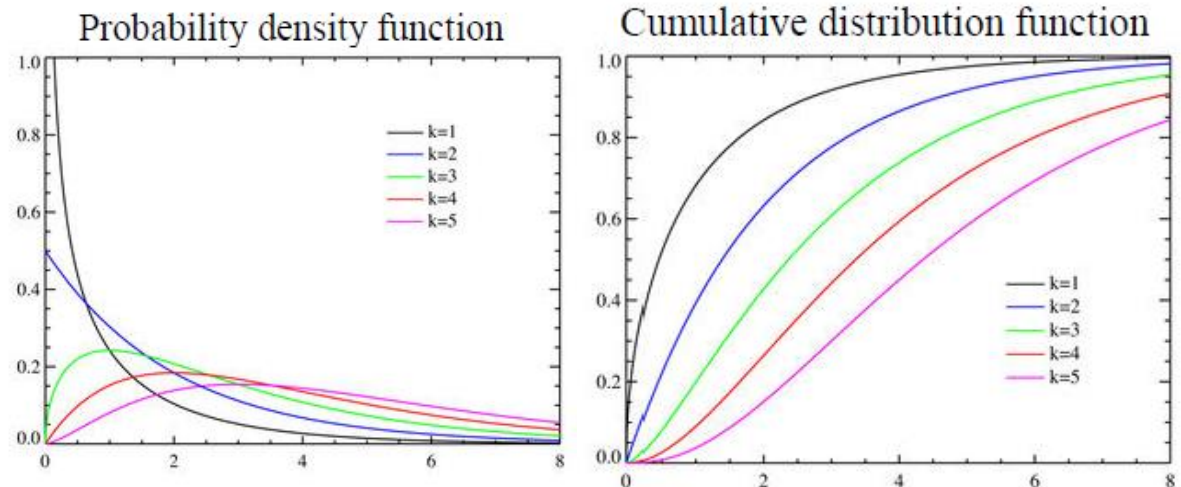 Probability density function
1.0
0.8
0.6
0.4
0.2
0.0
0 2 4 6 8
k=1
k=2
k=3
k=4
k=5
Cumulative distribution function
1.0
0.8
0.6
0.4
0.2
0.0
0 2 4 6 8
k=1
k=2
k=3
k=4
k=5